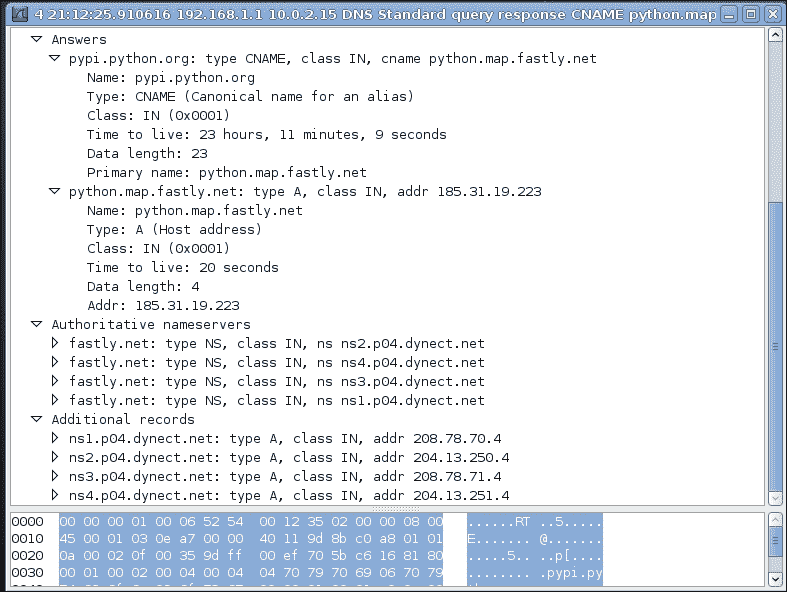 4 21:12:25.910616 192.168.1.1 10.0.2.15 DNS Standard query response CNAME python.map
Answers
pypi.python.org: type CNAME, class IN, cname python.map.fastly.net
Name: pypi.python.org
Type: CNAME (Canonical name for an alias)
Class: IN (0x0001)
Time to live: 23 hours, 11 minutes, 9 seconds
Data length: 23
Primary name: python.map.fastly.net
python.map.fastly.net: type A, class IN, addr 185.31.19.223
Name: python.map.fastly.net
Type: A (Host address)
Class: IN (0x0001)
Time to live: 20 seconds
Data length: 4
Addr: 185.31.19.223
Authoritative nameservers
fastly.net: type NS, class IN, ns ns2.p04.dynect.net
fastly.net: type NS, class IN, ns ns4.p04.dynect.net
fastly.net: type NS, class IN, ns ns3.p04.dynect.net
fastly.net: type NS, class IN, ns ns1.p04.dynect.net
Additional records
ns1.p04.dynect.net: type A, class IN, addr 208.78.70.4
ns2.p04.dynect.net: type A, class IN, addr 204.13.250.4
ns3.p04.dynect.net: type A, class IN, addr 208.78.71.4
ns4.p04.dynect.net: type A, class IN, addr 204.13.251.4
0000 00 00 00 01 00 06 52 54 00 12 35 02 00 00 08 00 ......RT ..5.....
0010 45 00 01 03 0e a7 00 00 40 11 9d 8b c0 a8 01 01 E....... @.......
0020 0a 00 02 0f 00 35 9d ff 00 ef 70 5b c6 16 81 80 .....5.. ..p[....
0030 00 01 00 02 00 04 00 04 04 70 79 70 69 06 70 79 ........ .pypi.py